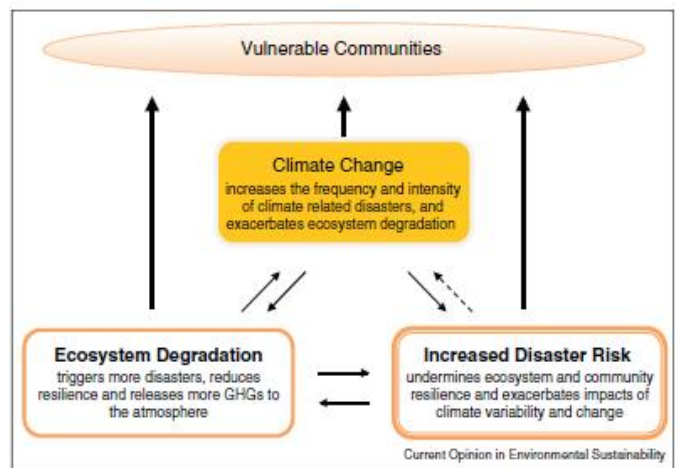 Vulnerable Communities
Climate Change
increases the frequency and intensity
of climate related disasters, and
exacerbates ecosystem degradation
Ecosystem Degradation
triggers more disasters, reduces
resilience and releases more GHGs to
the atmosphere
Increased Disaster Risk
undermines ecosystem and community
resilience and exacerbates impacts of
climate variability and change
Current Opinion in Environmental Sustainability